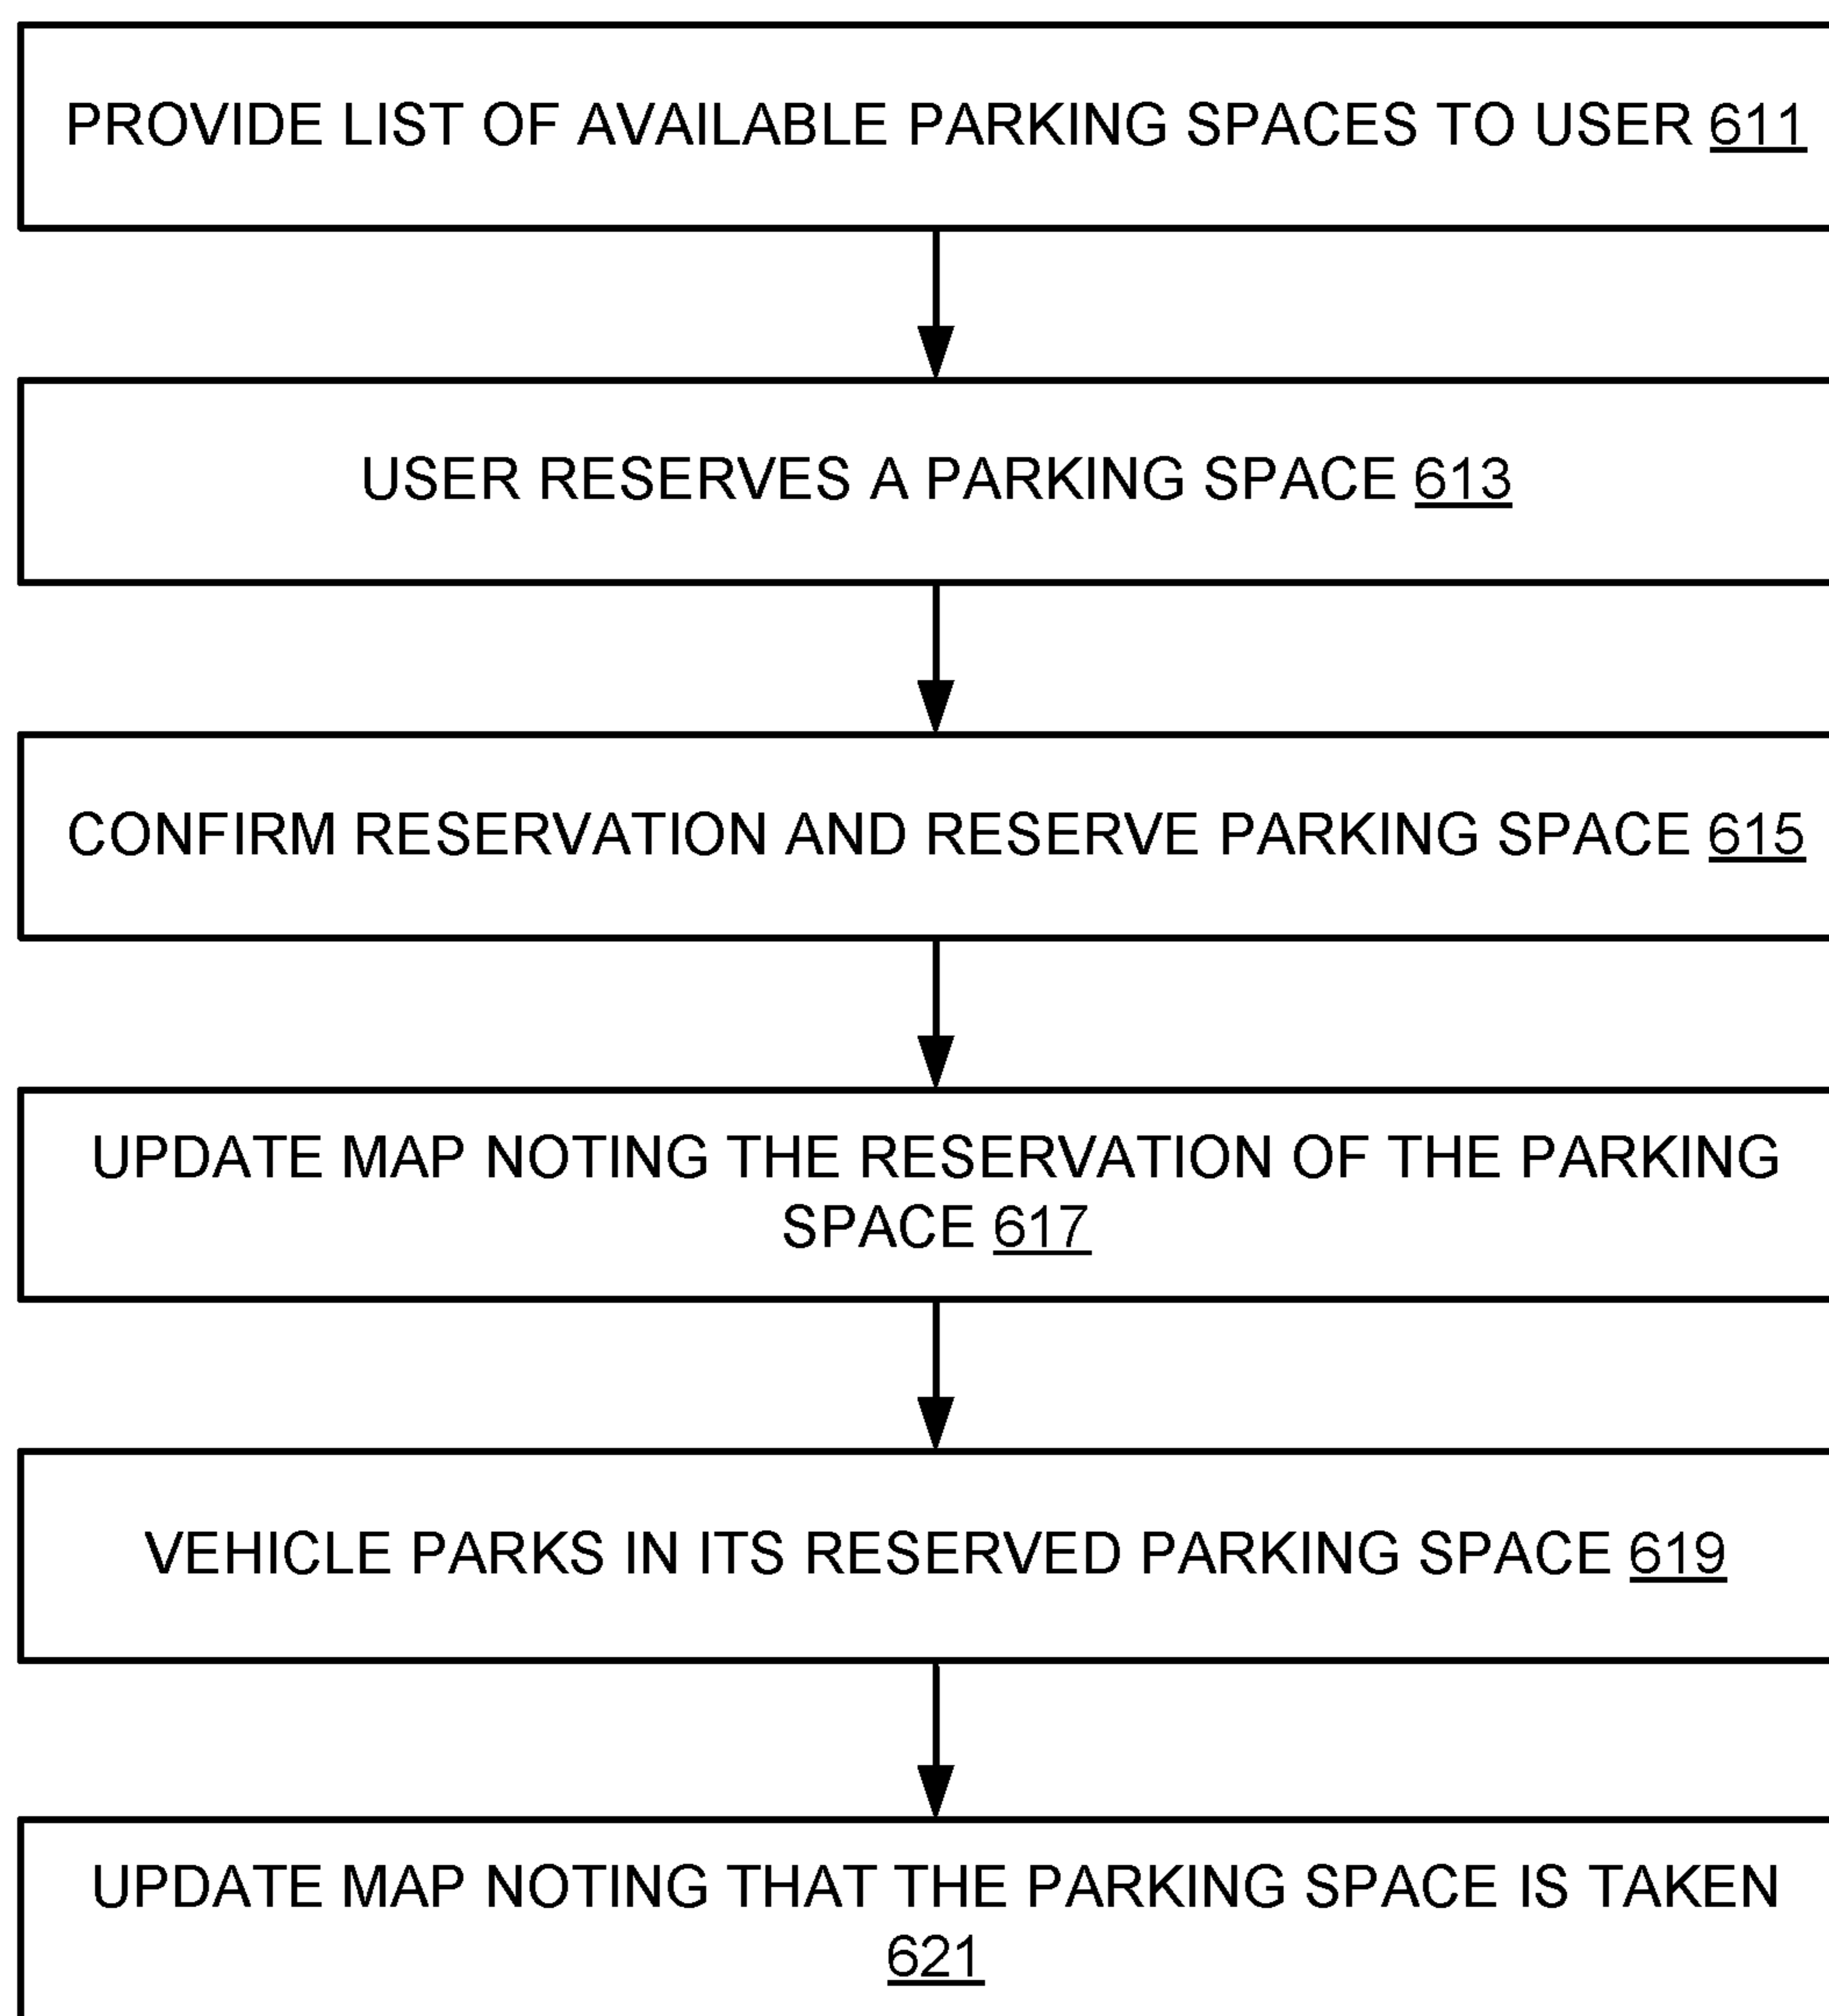 PROVIDE LIST OF AVAILABLE PARKING SPACES TO USER 611
USER RESERVES A PARKING SPACE 613
CONFIRM RESERVATION AND RESERVE PARKING SPACE 615
UPDATE MAP NOTING THE RESERVATION OF THE PARKING
SPACE 617
VEHICLE PARKS IN ITS RESERVED PARKING SPACE 619
UPDATE MAP NOTING THAT THE PARKING SPACE IS TAKEN
621